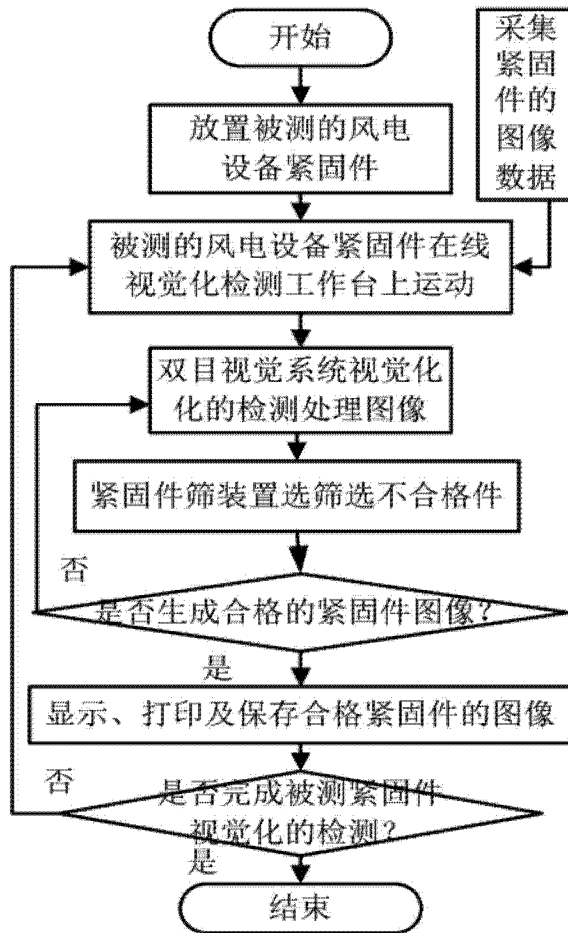 开始
采集
紧固
件的
图像
数据
放置被测的风电
设备紧固件
被测的风电设备紧固件在线
视觉化检测工作台上运动
双目视觉系统视觉化
化的检测处理图像
紧固件筛装置选筛选不合格件
否
是否生成合格的紧固件图像?
是
显示、打印及保存合格紧固件的图像
否
是否完成被测紧固件
视觉化的检测?
是
结束